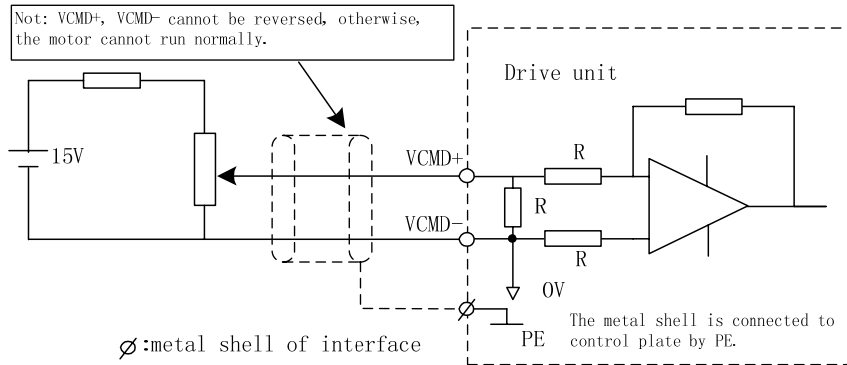 Not: VCMD+, VCMD- cannot be reversed, otherwise,
the motor cannot run normally.
Drive unit
15V
VCMD+
R
R
VCMD-
R
0V
PE
The metal shell is connected to
control plate by PE.
Ø:metal shell of interface